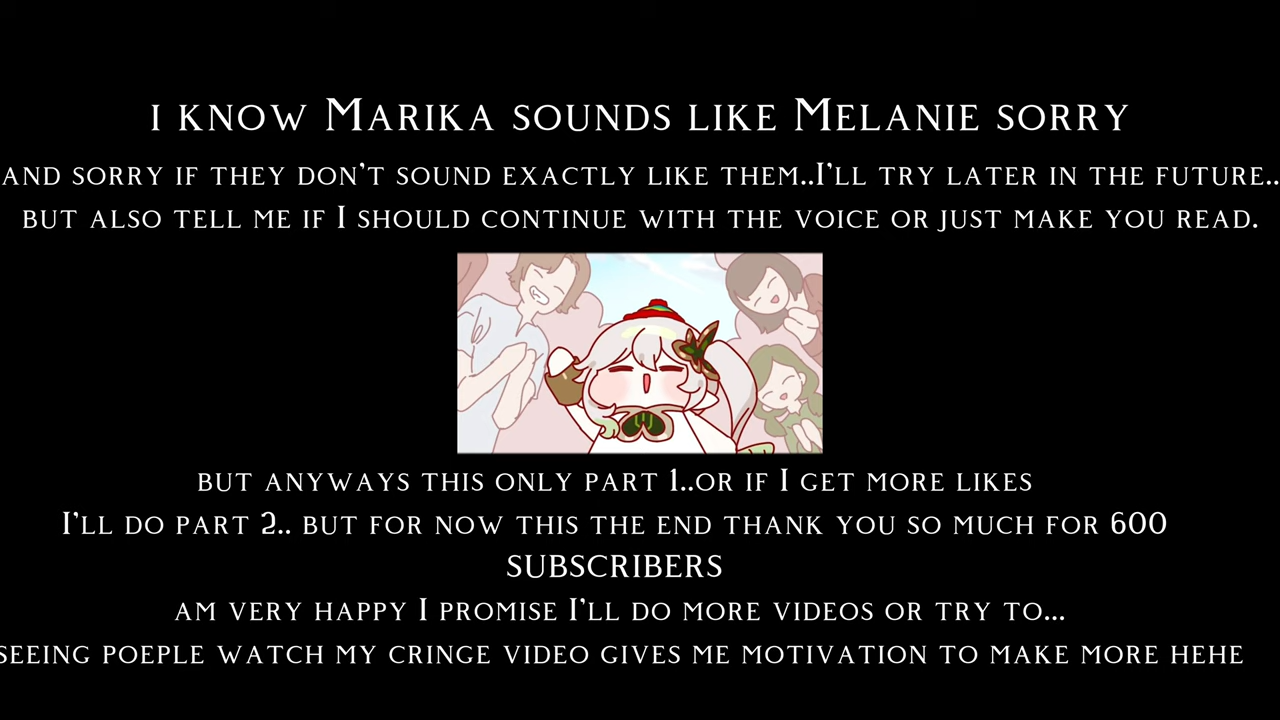 i know Marika sounds like Melanie sorry
and sorry if they don't sound exactly like them..I'll try later in the future..
but also tell me if I should continue with the voice or just make you read.
but anyways this only part 1..or if I get more likes
I'll do part 2.. but for now this the end thank you so much for 600
subscribers
am very happy I promise I'll do more videos or try to...
seeing poeple watch my cringe video gives me motivation to make more hehe